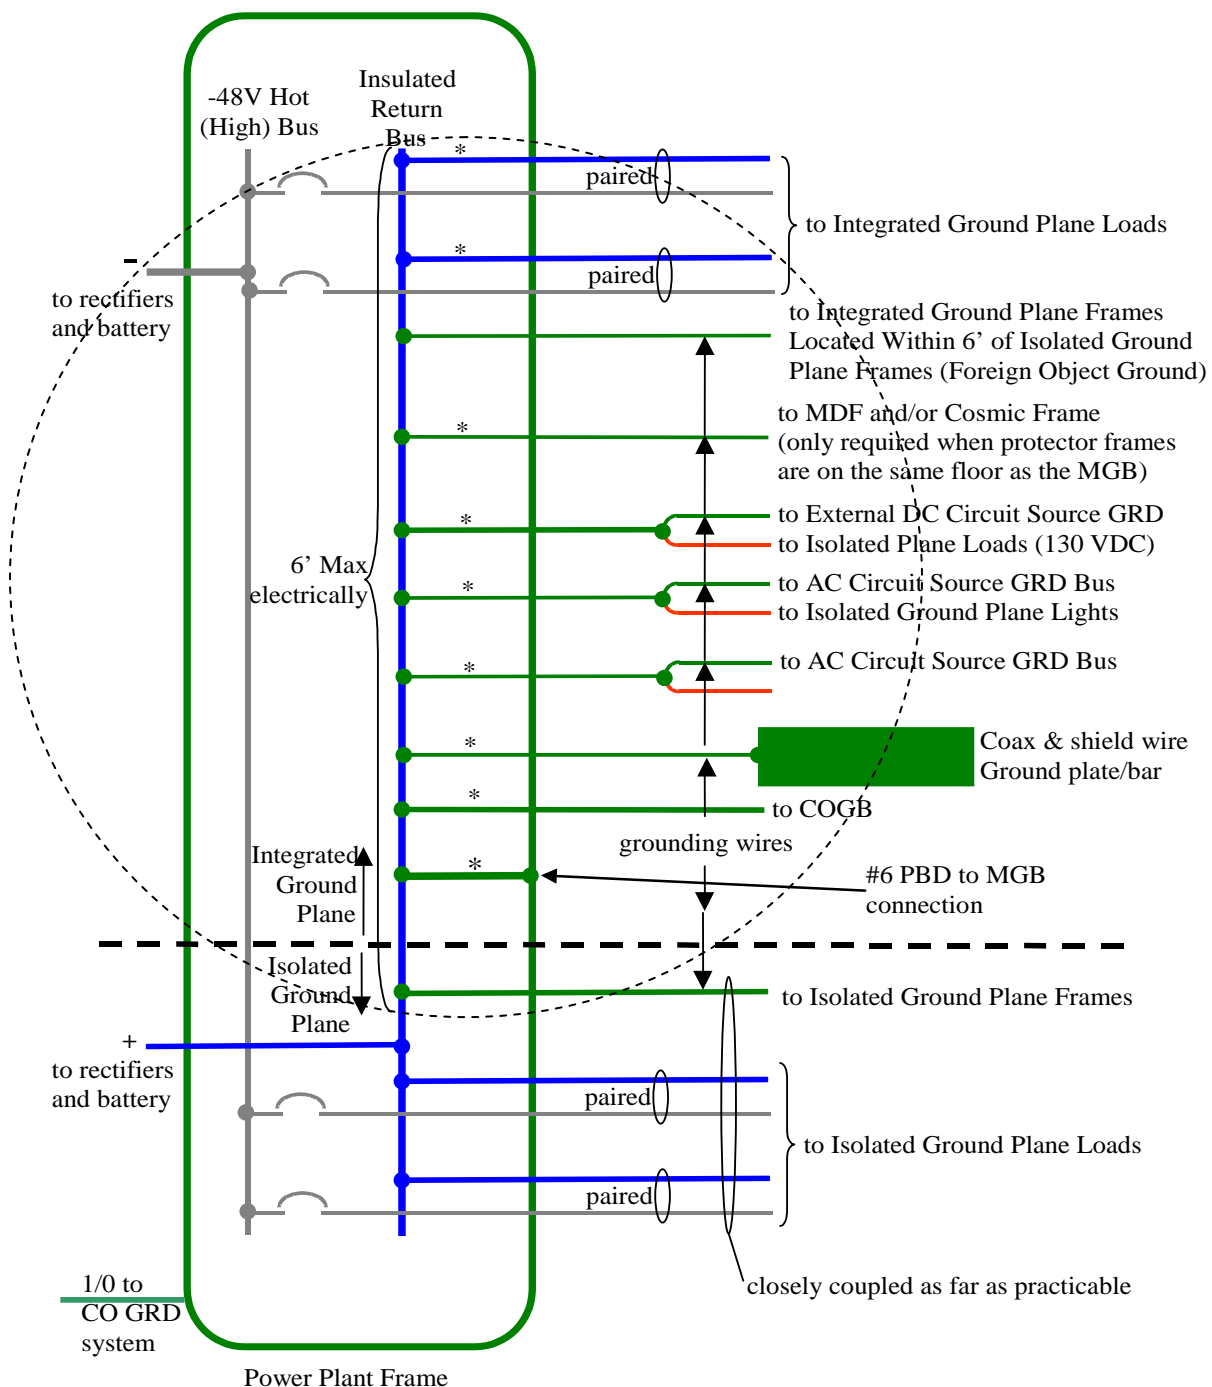 Insulated
Return
Bus
-48V Hot
(High) Bus
*
paired
to Integrated Ground Plane Loads
*
paired
-
to rectifiers
and battery
to Integrated Ground Plane Frames
Located Within 6’ of Isolated Ground
Plane Frames (Foreign Object Ground)
*
to MDF and/or Cosmic Frame
(only required when protector frames
are on the same floor as the MGB)
*
to External DC Circuit Source GRD
to Isolated Plane Loads (130 VDC)
6’ Max
electrically
*
to AC Circuit Source GRD Bus
to Isolated Ground Plane Lights
*
to AC Circuit Source GRD Bus
*
Coax & shield wire
Ground plate/bar
*
to COGB
grounding wires
Integrated
Ground
Plane
*
#6 PBD to MGB
connection
Isolated
Ground
Plane
to Isolated Ground Plane Frames
+
to rectifiers
and battery
paired
to Isolated Ground Plane Loads
paired
closely coupled as far as practicable
1/0 to
CO GRD
system
Power Plant Frame